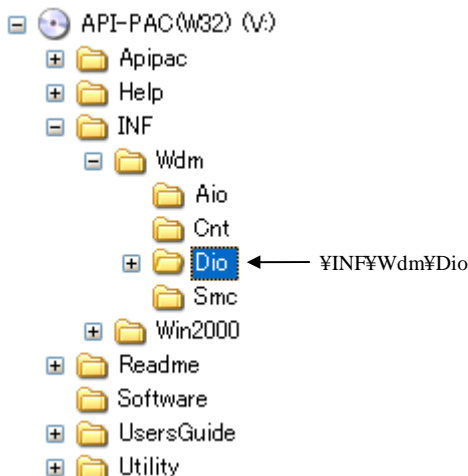 API-PAC(W32) (V:)
Apipac
Help
INF
Wdm
Aio
Cnt
Dio ¥INF¥Wdm¥Dio
Smc
Win2000
Readme
Software
UsersGuide
Utility